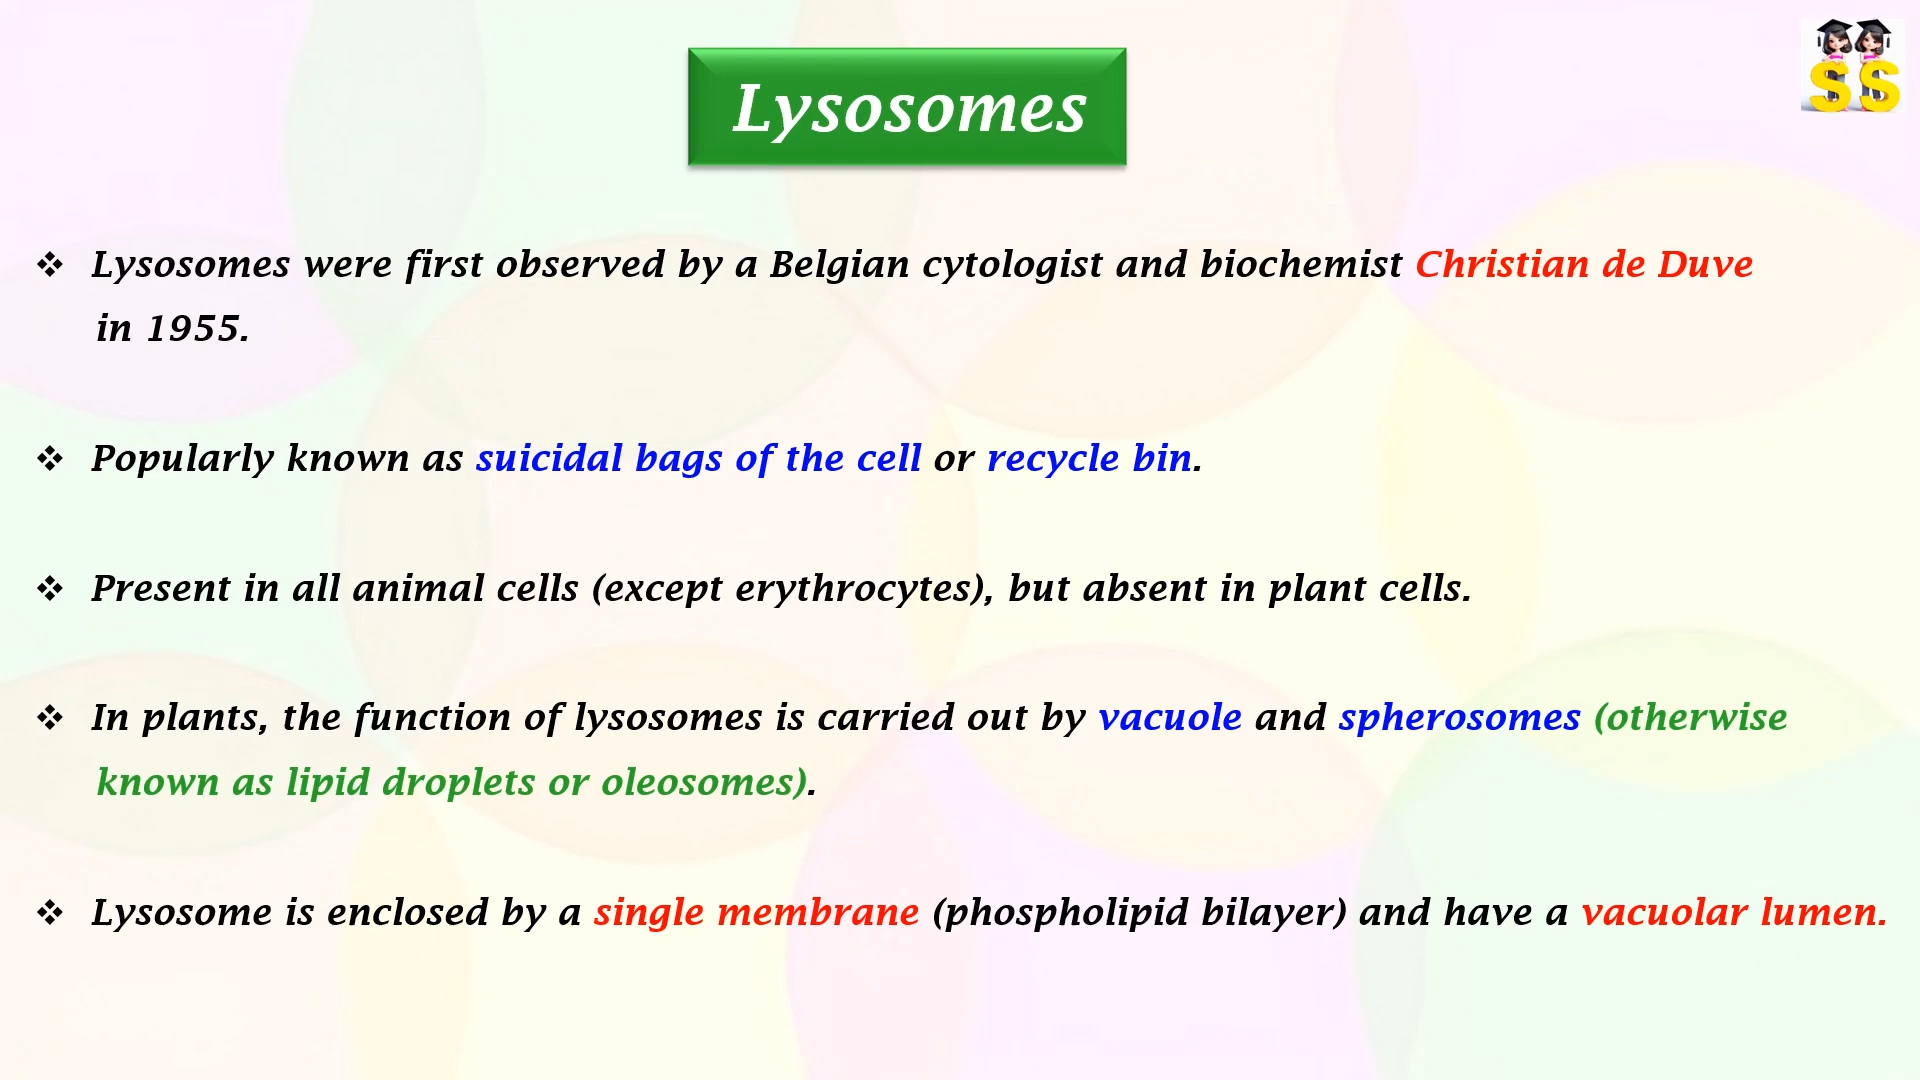 SS
Lysosomes
❖ Lysosomes were first observed by a Belgian cytologist and biochemist Christian de Duve
in 1955.
❖ Popularly known as suicidal bags of the cell or recycle bin.
❖ Present in all animal cells (except erythrocytes), but absent in plant cells.
❖ In plants, the function of lysosomes is carried out by vacuole and spherosomes (otherwise
known as lipid droplets or oleosomes).
❖ Lysosome is enclosed by a single membrane (phospholipid bilayer) and have a vacuolar lumen.